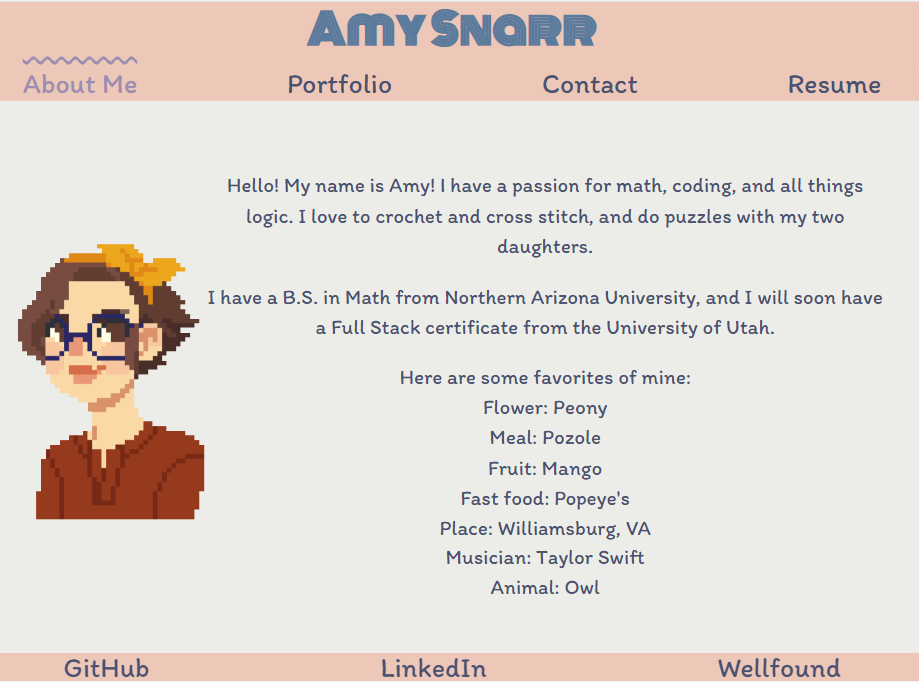 Amy Snarr
About Me
Portfolio
Contact
Resume
Hello! My name is Amy! I have a passion for math, coding, and all things
logic. I love to crochet and cross stitch, and do puzzles with my two
daughters.
I have a B.S. in Math from Northern Arizona University, and I will soon have
a Full Stack certificate from the University of Utah.
Here are some favorites of mine:
Flower: Peony
Meal: Pozole
Fruit: Mango
Fast food: Popeye's
Place: Williamsburg, VA
Musician: Taylor Swift
Animal: Owl
GitHub
LinkedIn
Wellfound